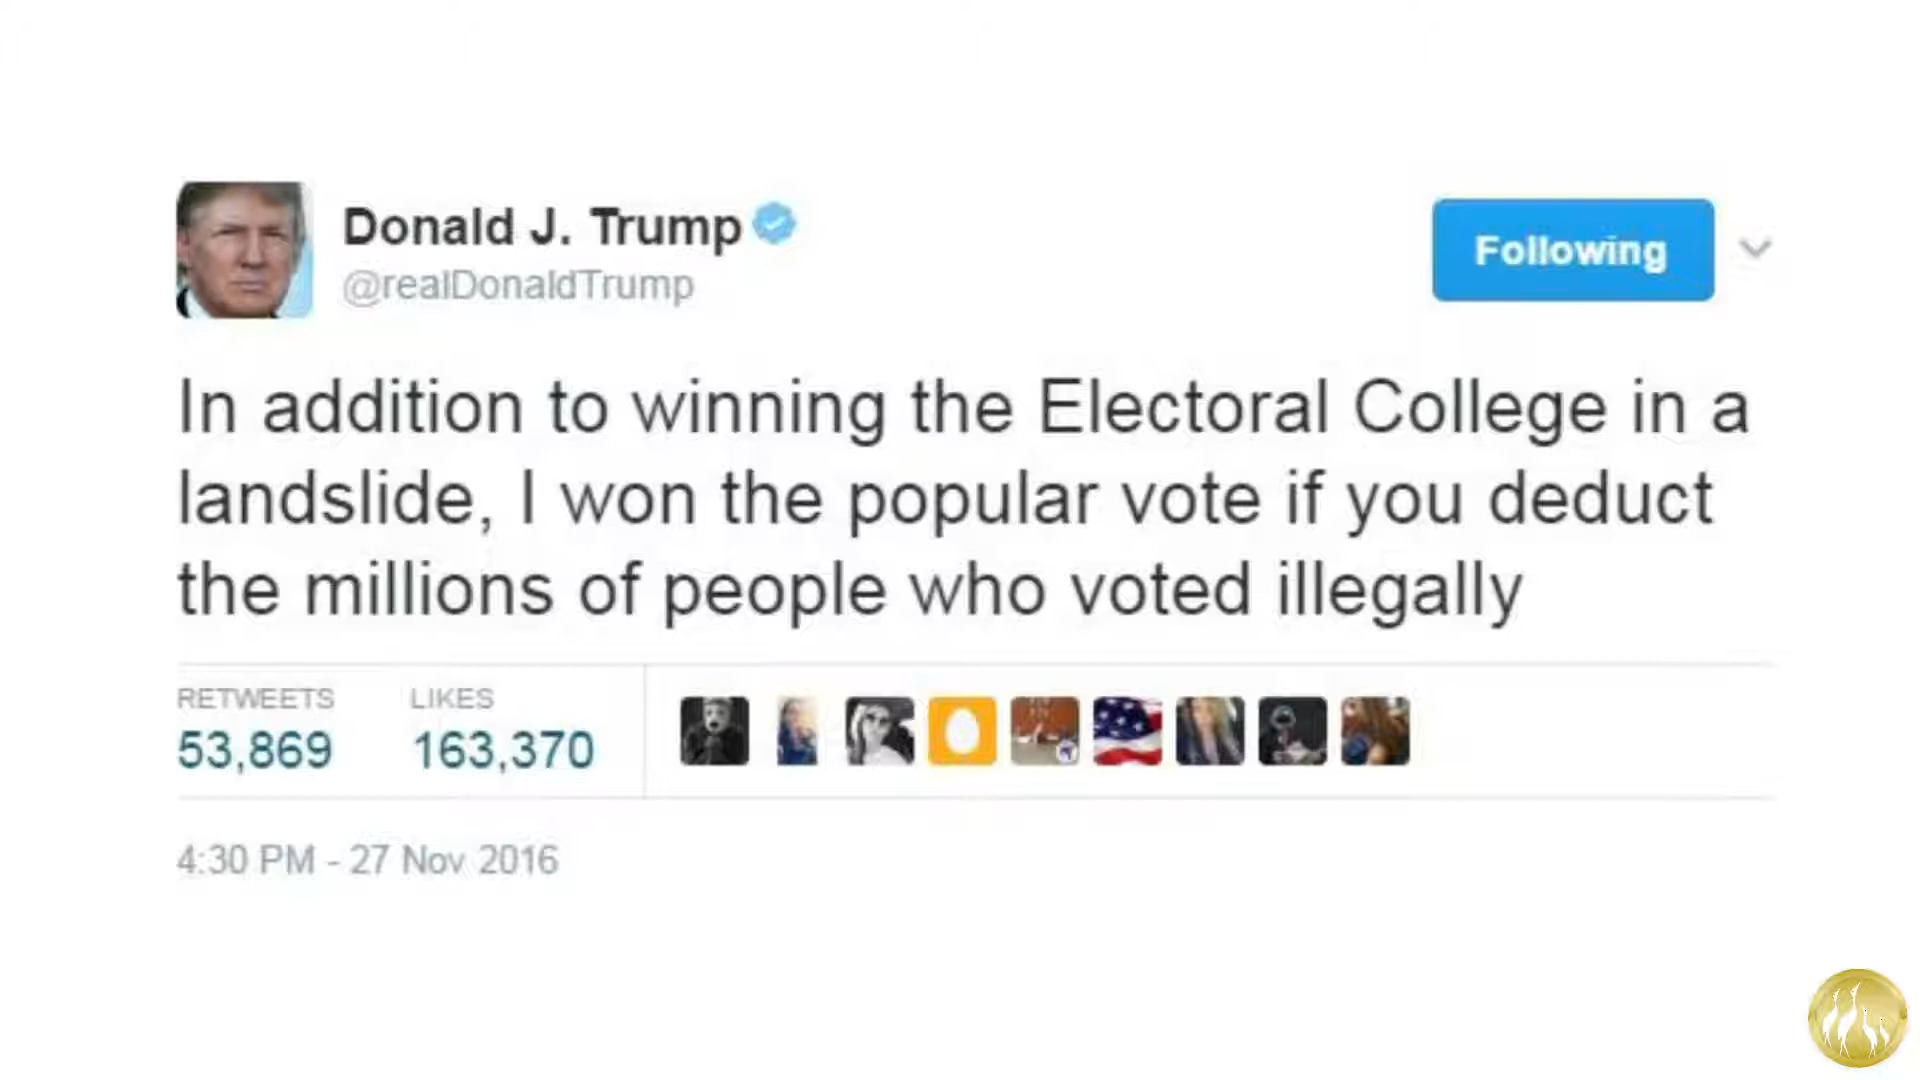 Donald J. Trump
@realDonaldTrump
Following
In addition to winning the Electoral College in a
landslide, I won the popular vote if you deduct
the millions of people who voted illegally
RETWEETS LIKES
53,869 163,370
4:30 PM - 27 Nov 2016